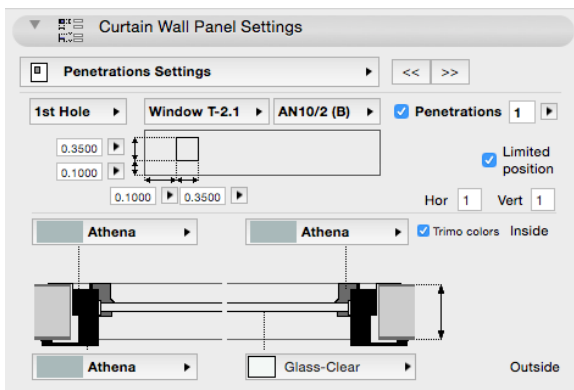 Curtain Wall Panel Settings
Penetrations Settings << >>
1st Hole Window T-2.1 AN10/2 (B) Penetrations 1
0.3500
0.1000
Limited
position
0.1000 0.3500
Hor 1 Vert 1
Athena Athena Trimo colors Inside
Athena Glass-Clear Outside